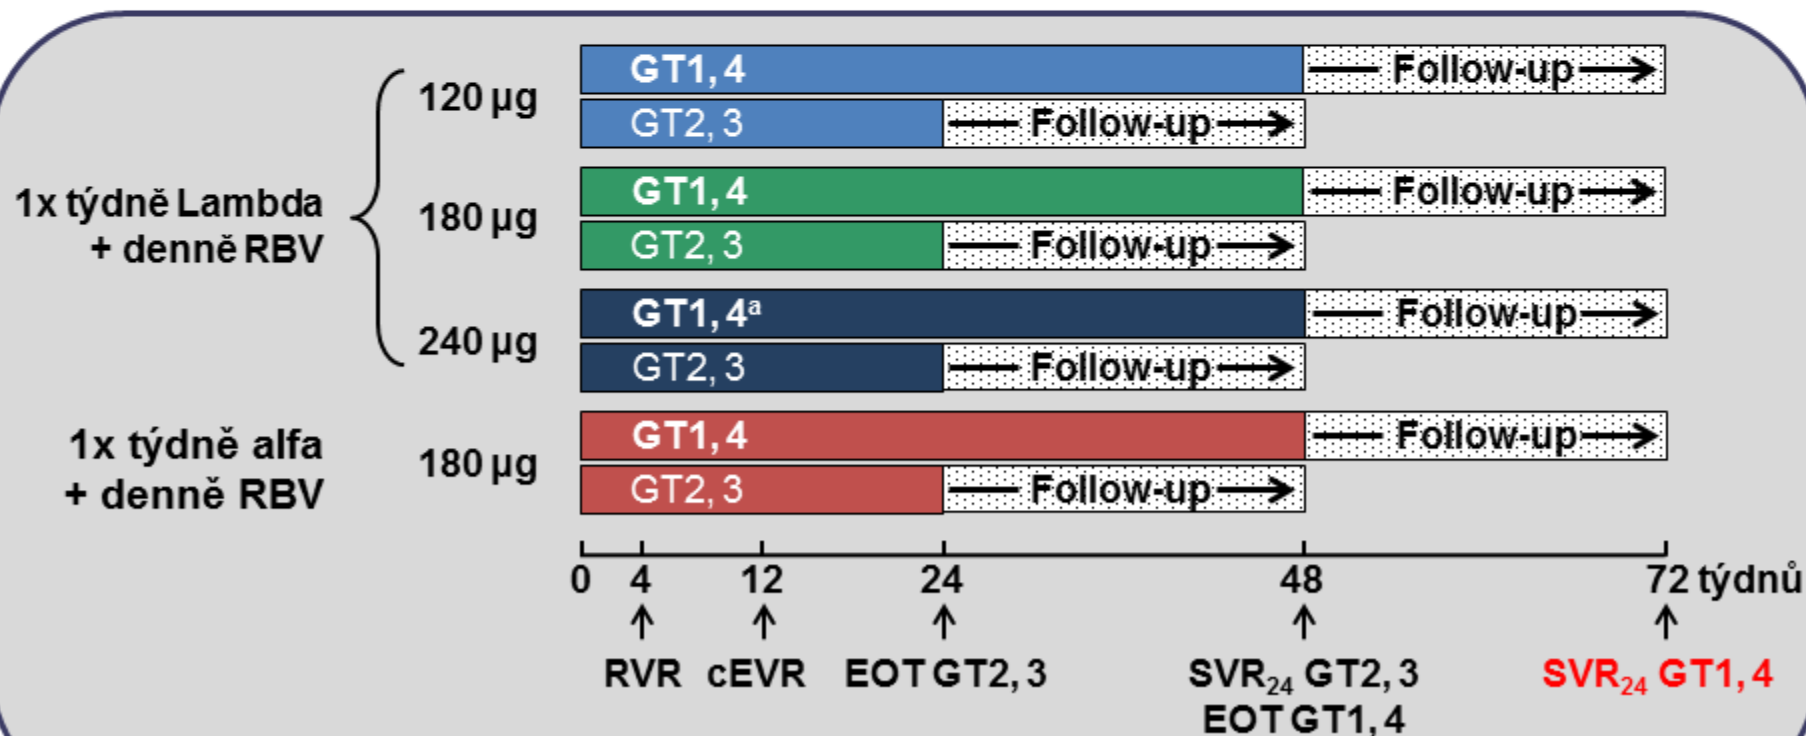 120 µg
GT1, 4
Follow-up
GT2, 3
Follow-up
1x týdně Lambda
+ denně RBV
180 µg
GT1, 4
Follow-up
GT2, 3
Follow-up
240 µg
GT1, 4ª
Follow-up
GT2, 3
Follow-up
1x týdně alfa
+ denně RBV
180 µg
GT1, 4
Follow-up
GT2, 3
Follow-up
0 4 12 24 48 72 týdnů
RVR cEVR EOT GT2, 3 SVR₂₄ GT2, 3 SVR₂₄ GT1, 4
EOT GT1, 4